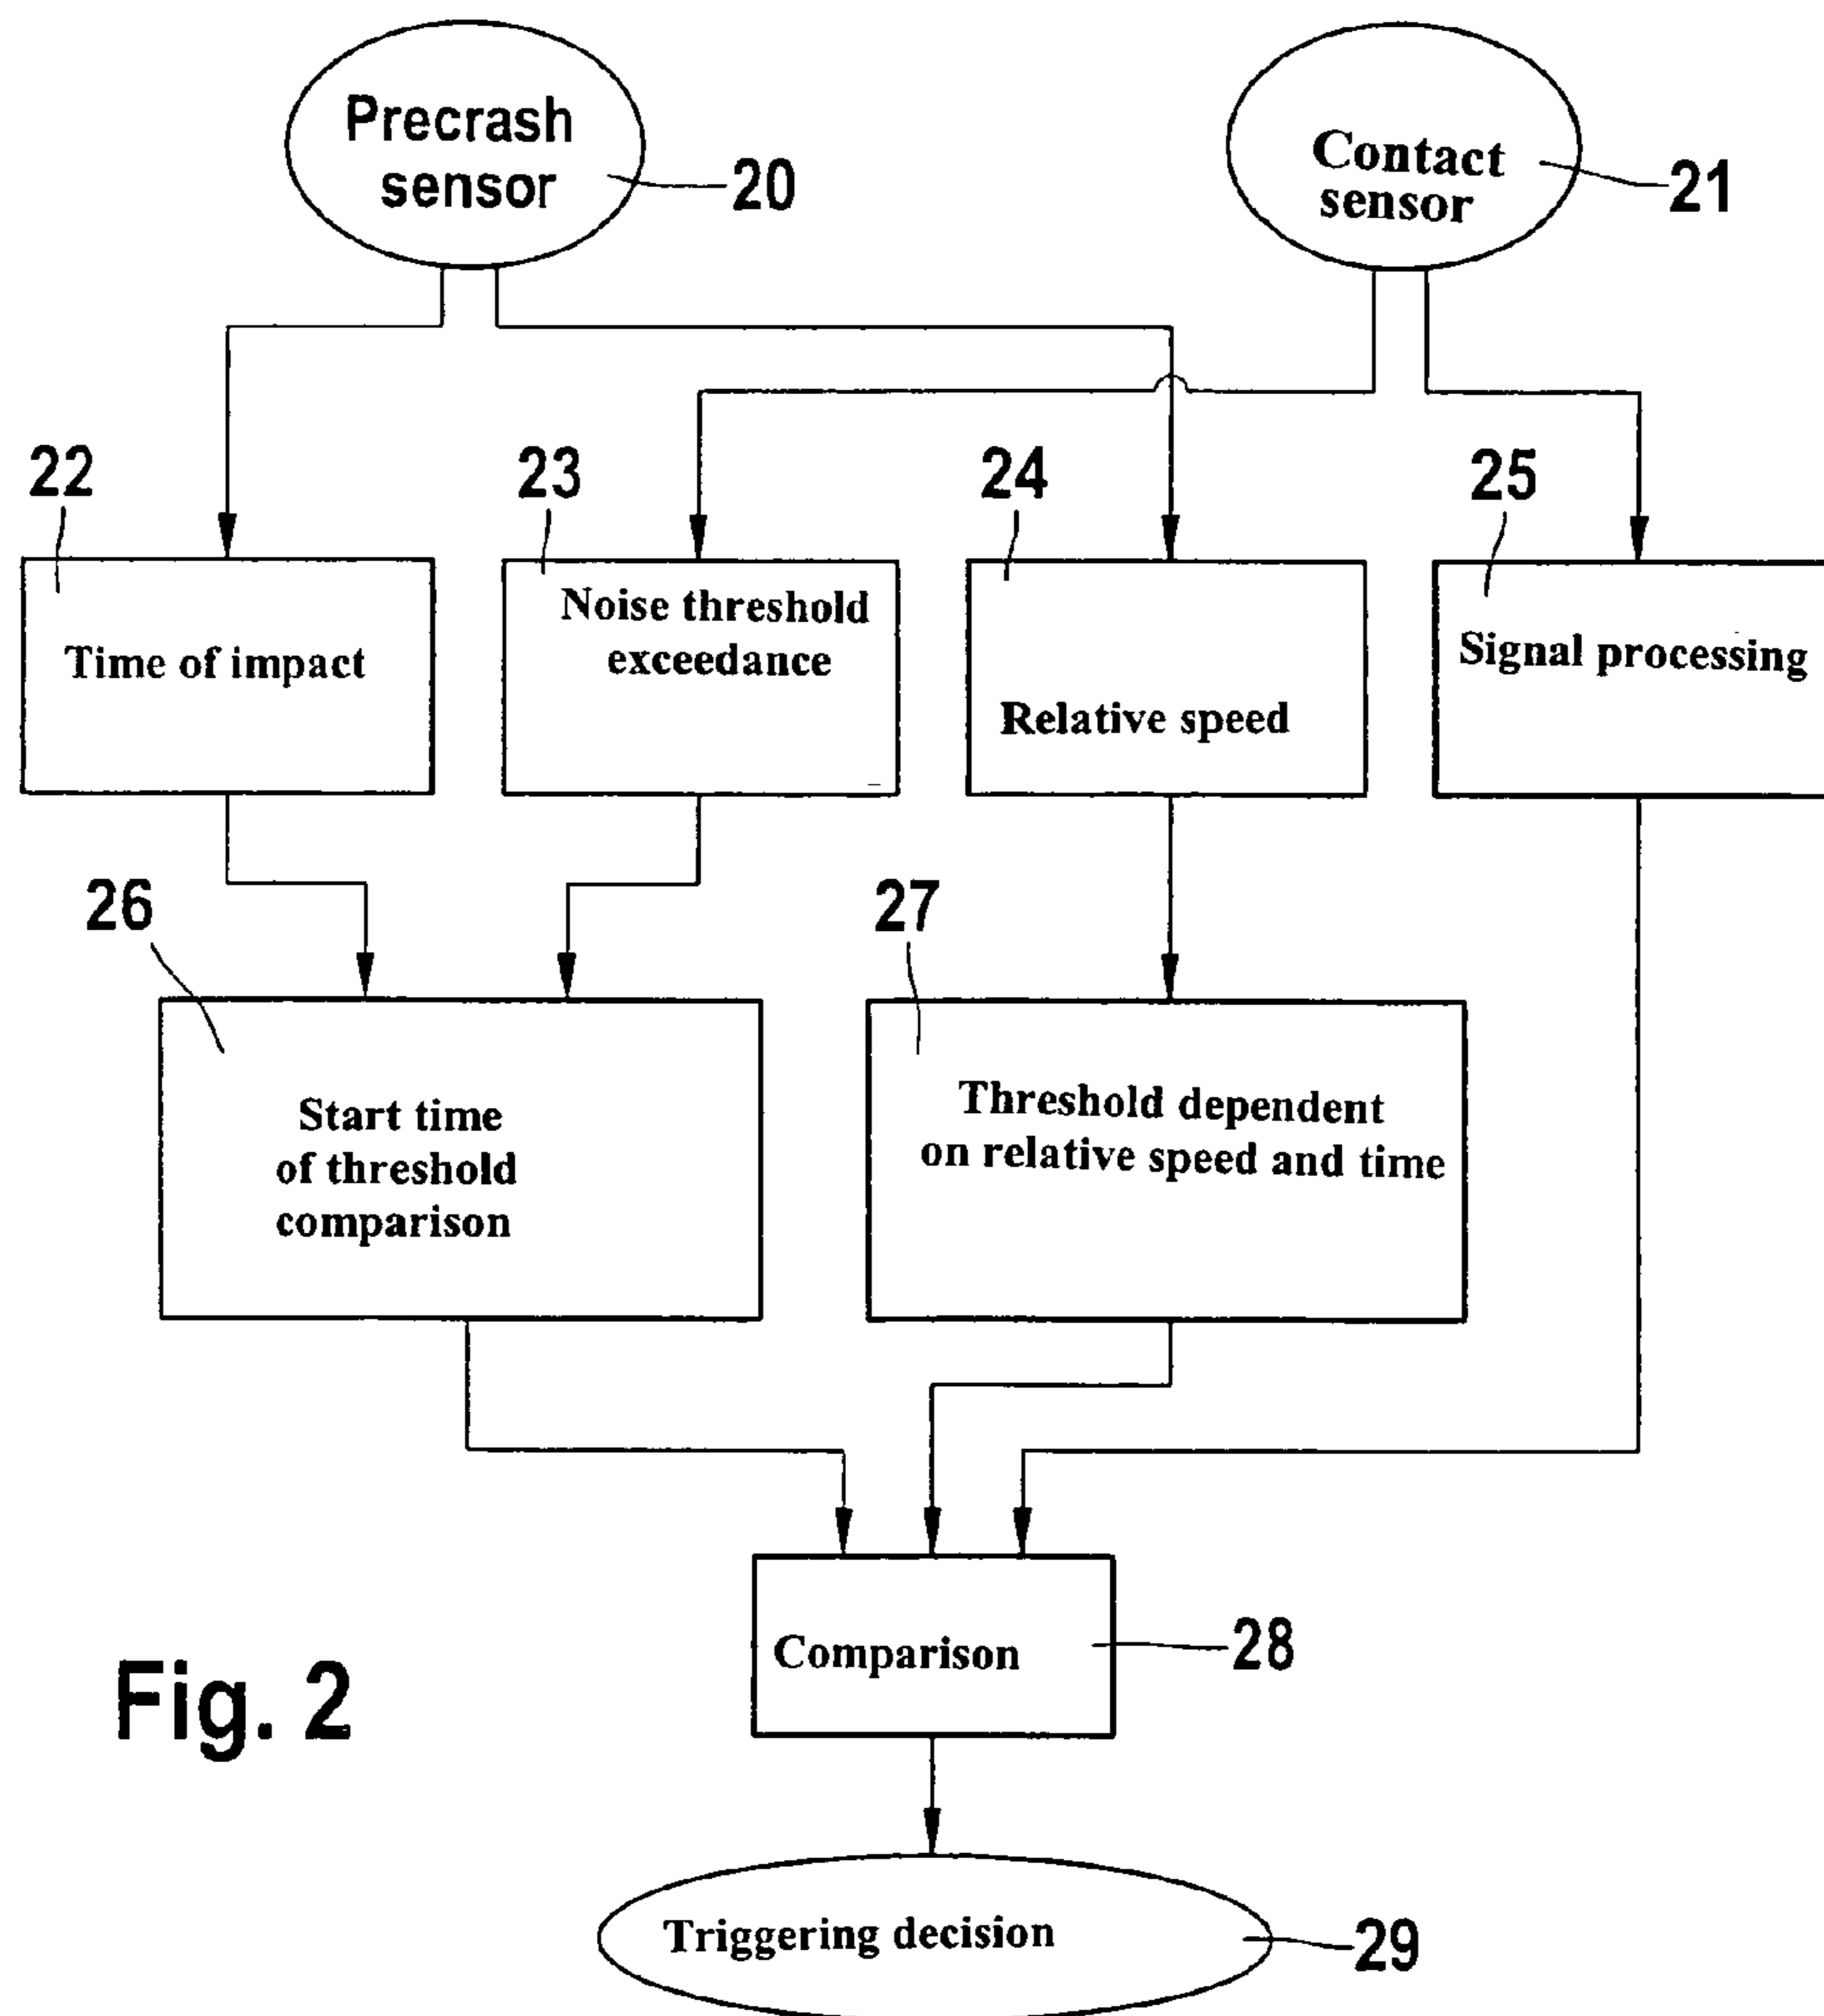 Precrash
sensor
20
Contact
sensor
21
22
23
24
25
Time of impact
Noise threshold
exceedance
Relative speed
Signal processing
26
27
Start time
of threshold
comparison
Threshold dependent
on relative speed and time
Comparison
28
Fig. 2
Triggering decision
29